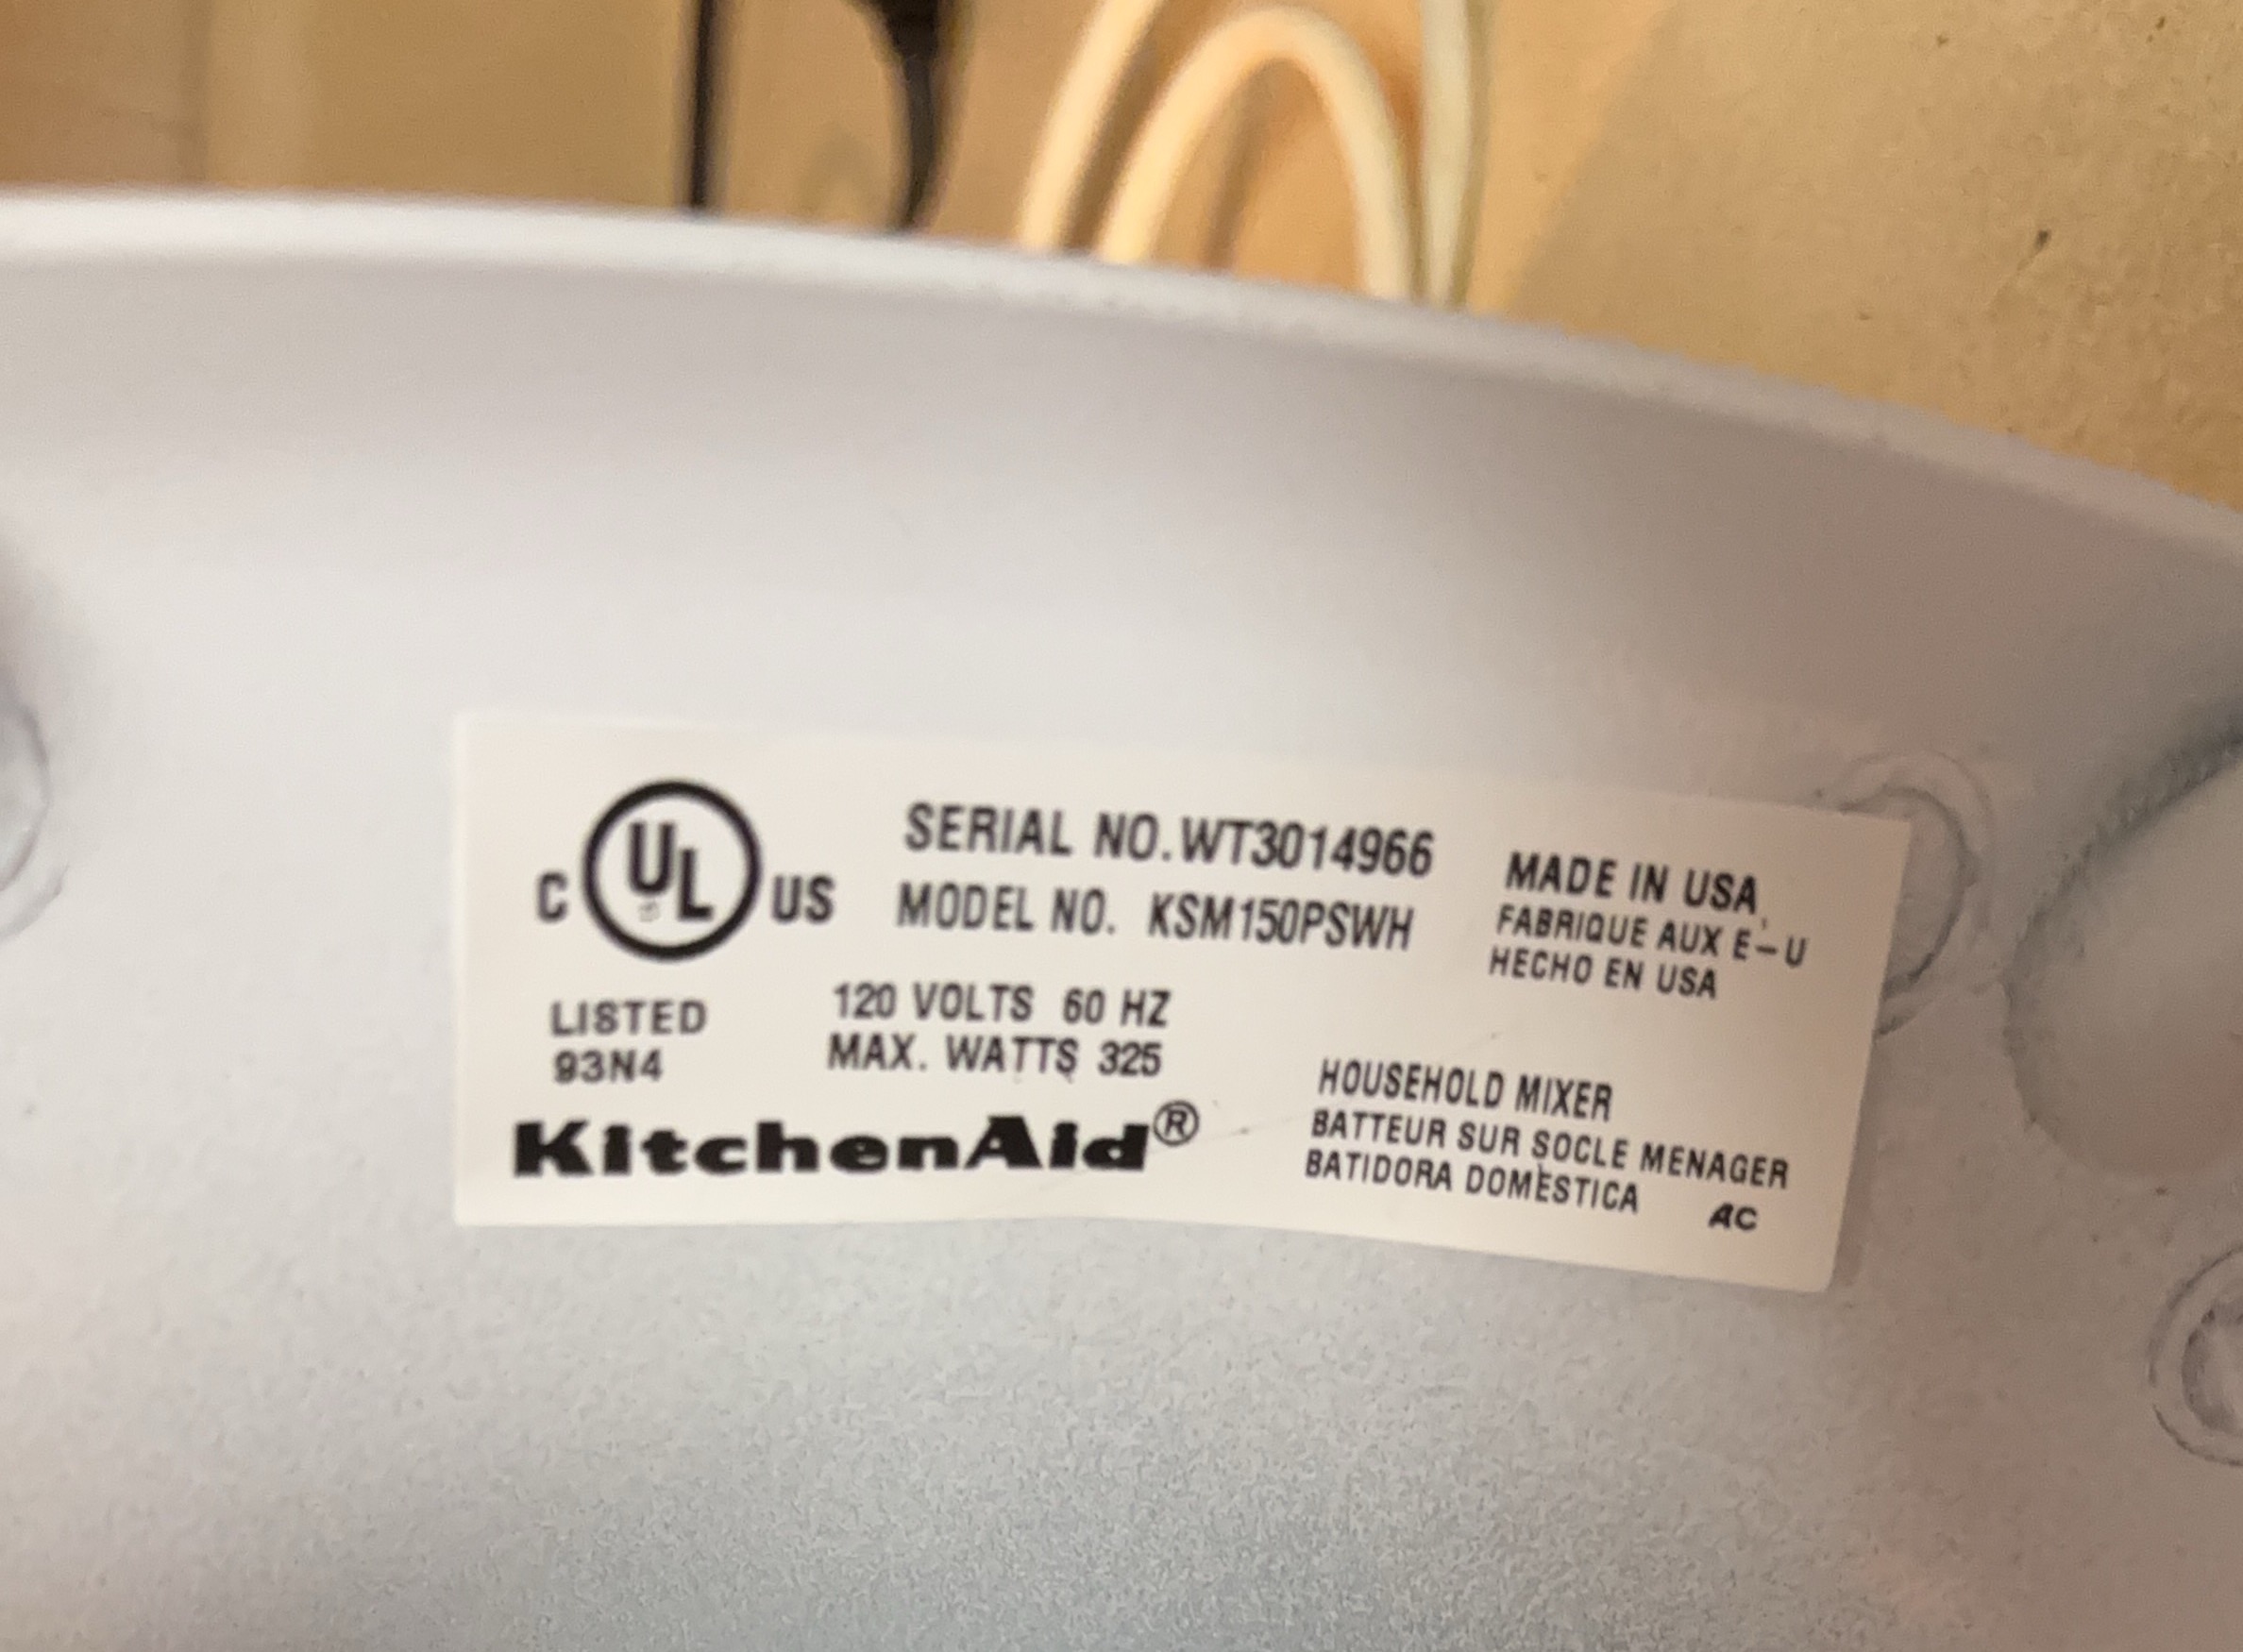 C UL US
LISTED
93N4
SERIAL NO.WT3014966
MODEL NO. KSM150PSWH
120 VOLTS 60 HZ
MAX. WATTS 325
KitchenAid®
MADE IN USA
FABRIQUE AUX E-U
HECHO EN USA
HOUSEHOLD MIXER
BATTEUR SUR SOCLE MENAGER
BATIDORA DOMESTICA
AC